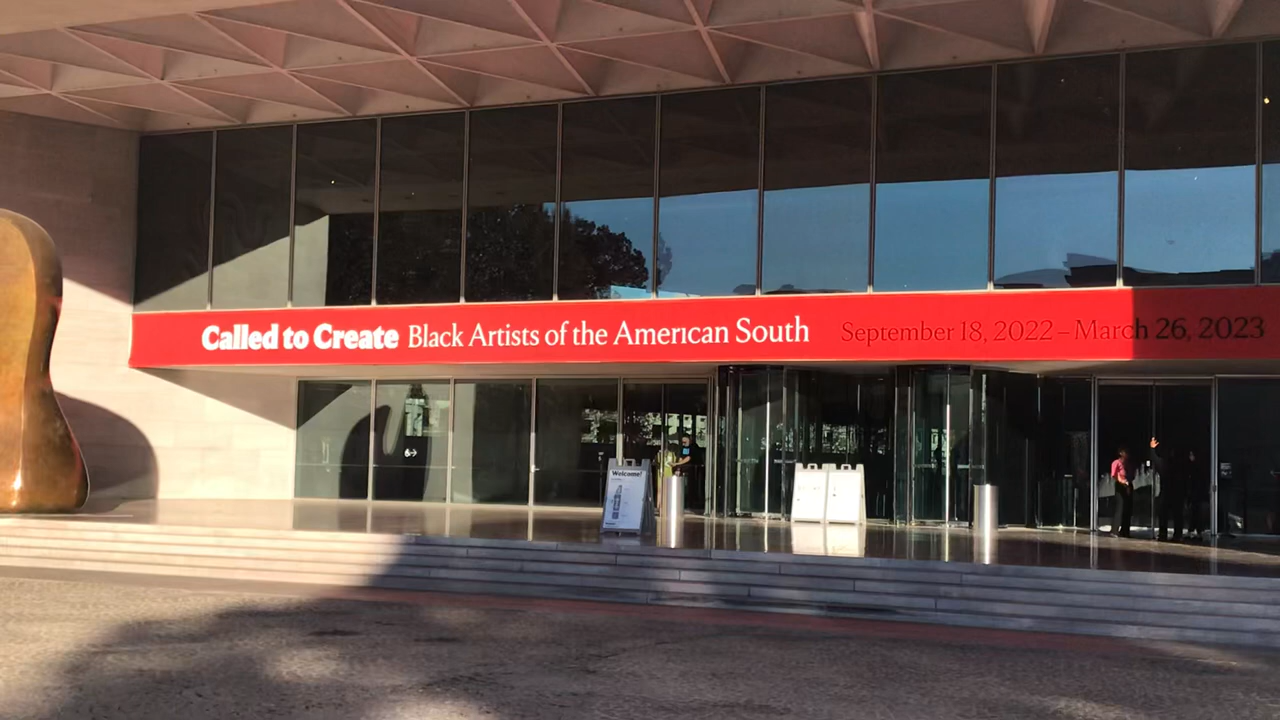 Called to Create Black Artists of the American South September 18, 2022 – March 26, 2023
Welcome!